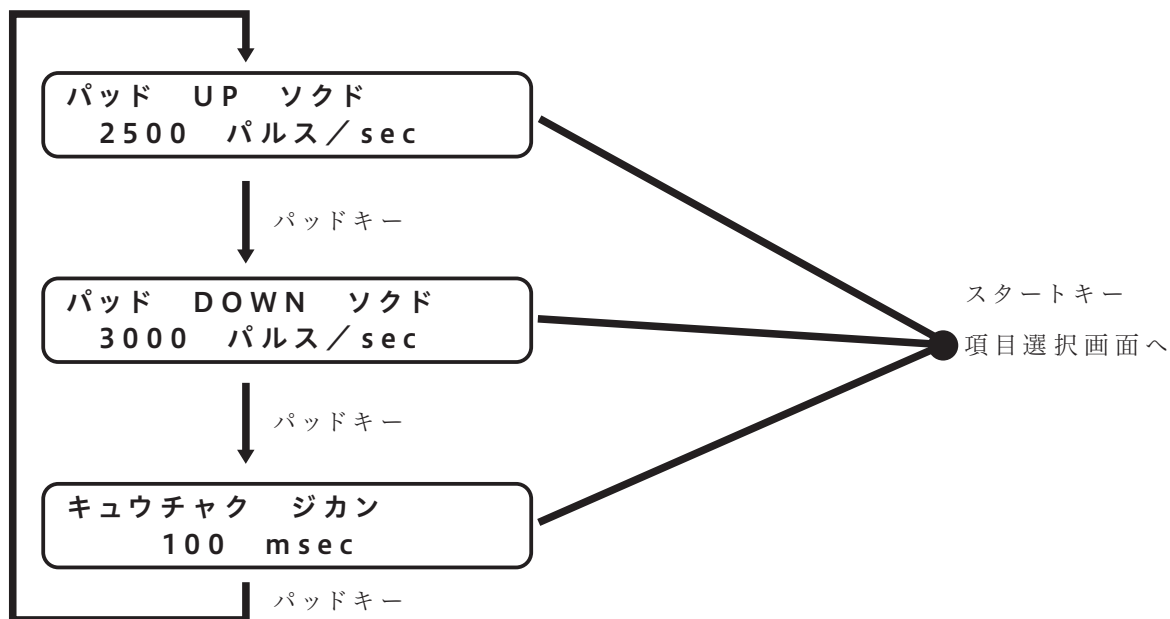 パッド　UP　ソクド
2500　パルス／sec
パッドキー
パッド　DOWN　ソクド
3000　パルス／sec
スタートキー
項目選択画面へ
パッドキー
キュウチャク　ジカン
100　msec
パッドキー